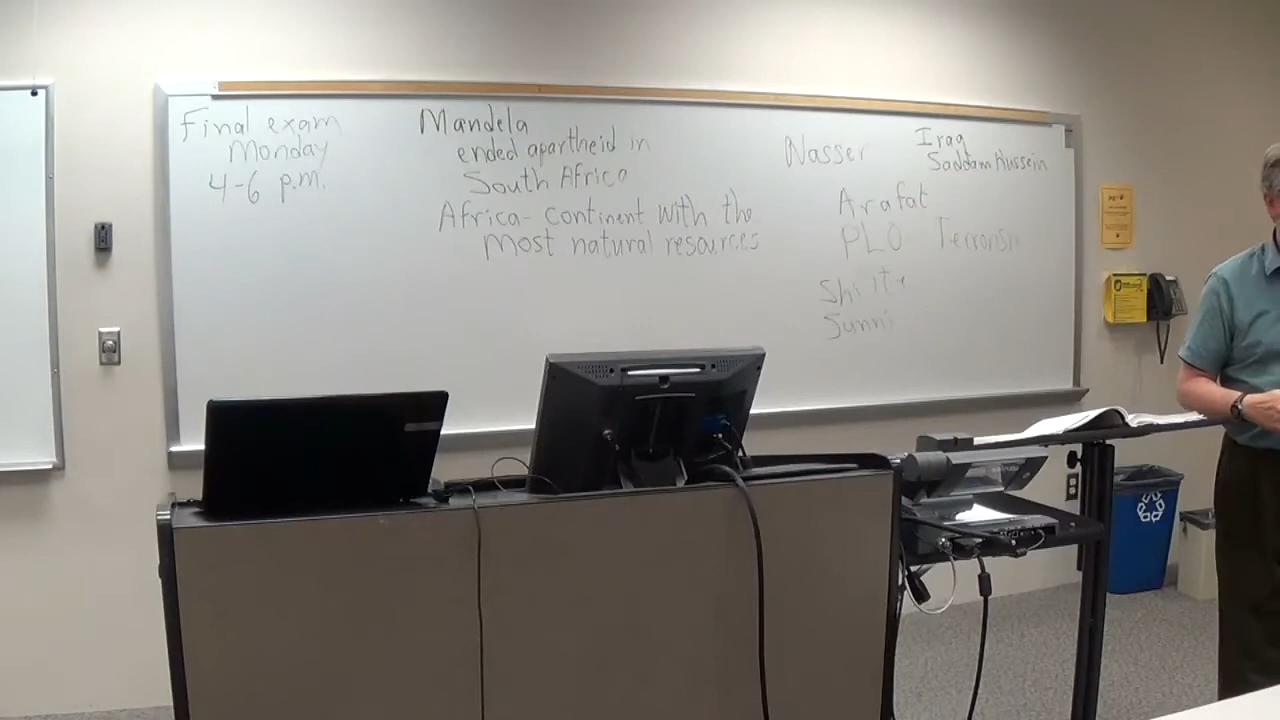 Final exam
Monday
4-6 p.m.
Mandela
ended apartheid in
South Africa
Africa- continent with the
most natural resources
Nasser
Iraq
Saddam Hussein
Arafat
PLO Terrorism
Shiite
Sunni